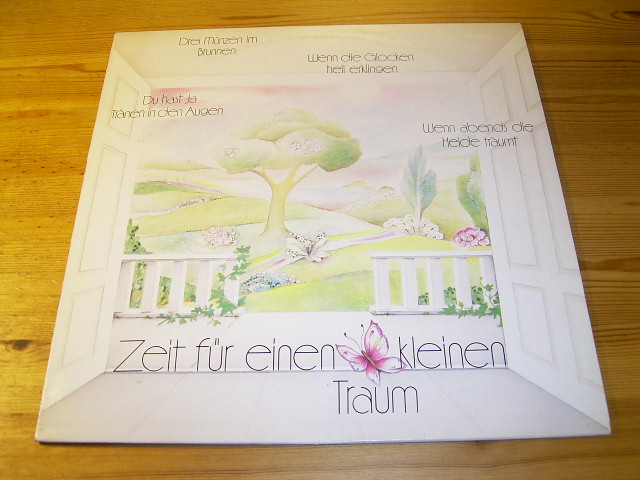 Drei Münzen im
Brunnen
Wenn die Glocken
hell erklingen
Du hast ja
Tränen in den Augen
Wenn abends die
Heide träumt
Zeit für einen kleinen
Traum